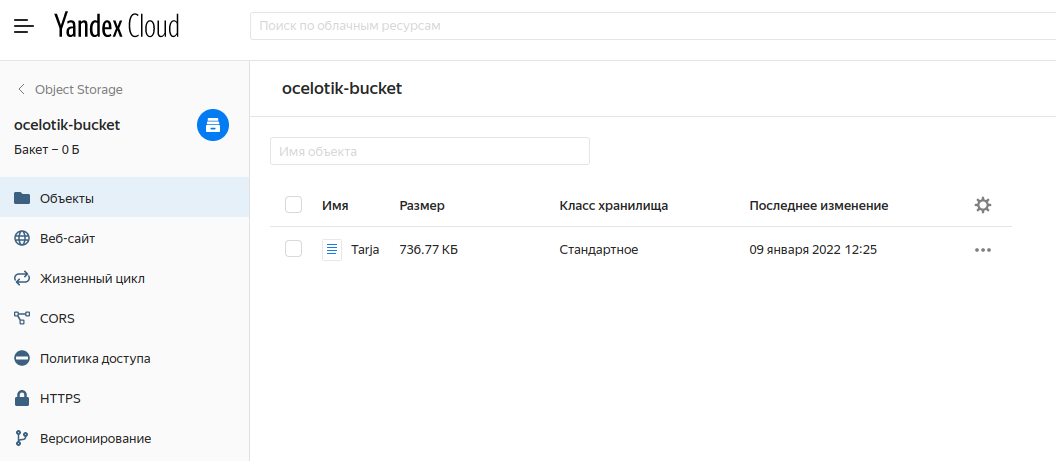 Yandex Cloud
Поиск по облачным ресурсам
Object Storage
ocelotik-bucket
Бакет – 0 Б
Объекты
Веб-сайт
Жизненный цикл
CORS
Политика доступа
HTTPS
Версионирование
ocelotik-bucket
Имя объекта
Имя Размер Класс хранилища Последнее изменение
Tarja 736.77 КБ Стандартное 09 января 2022 12:25